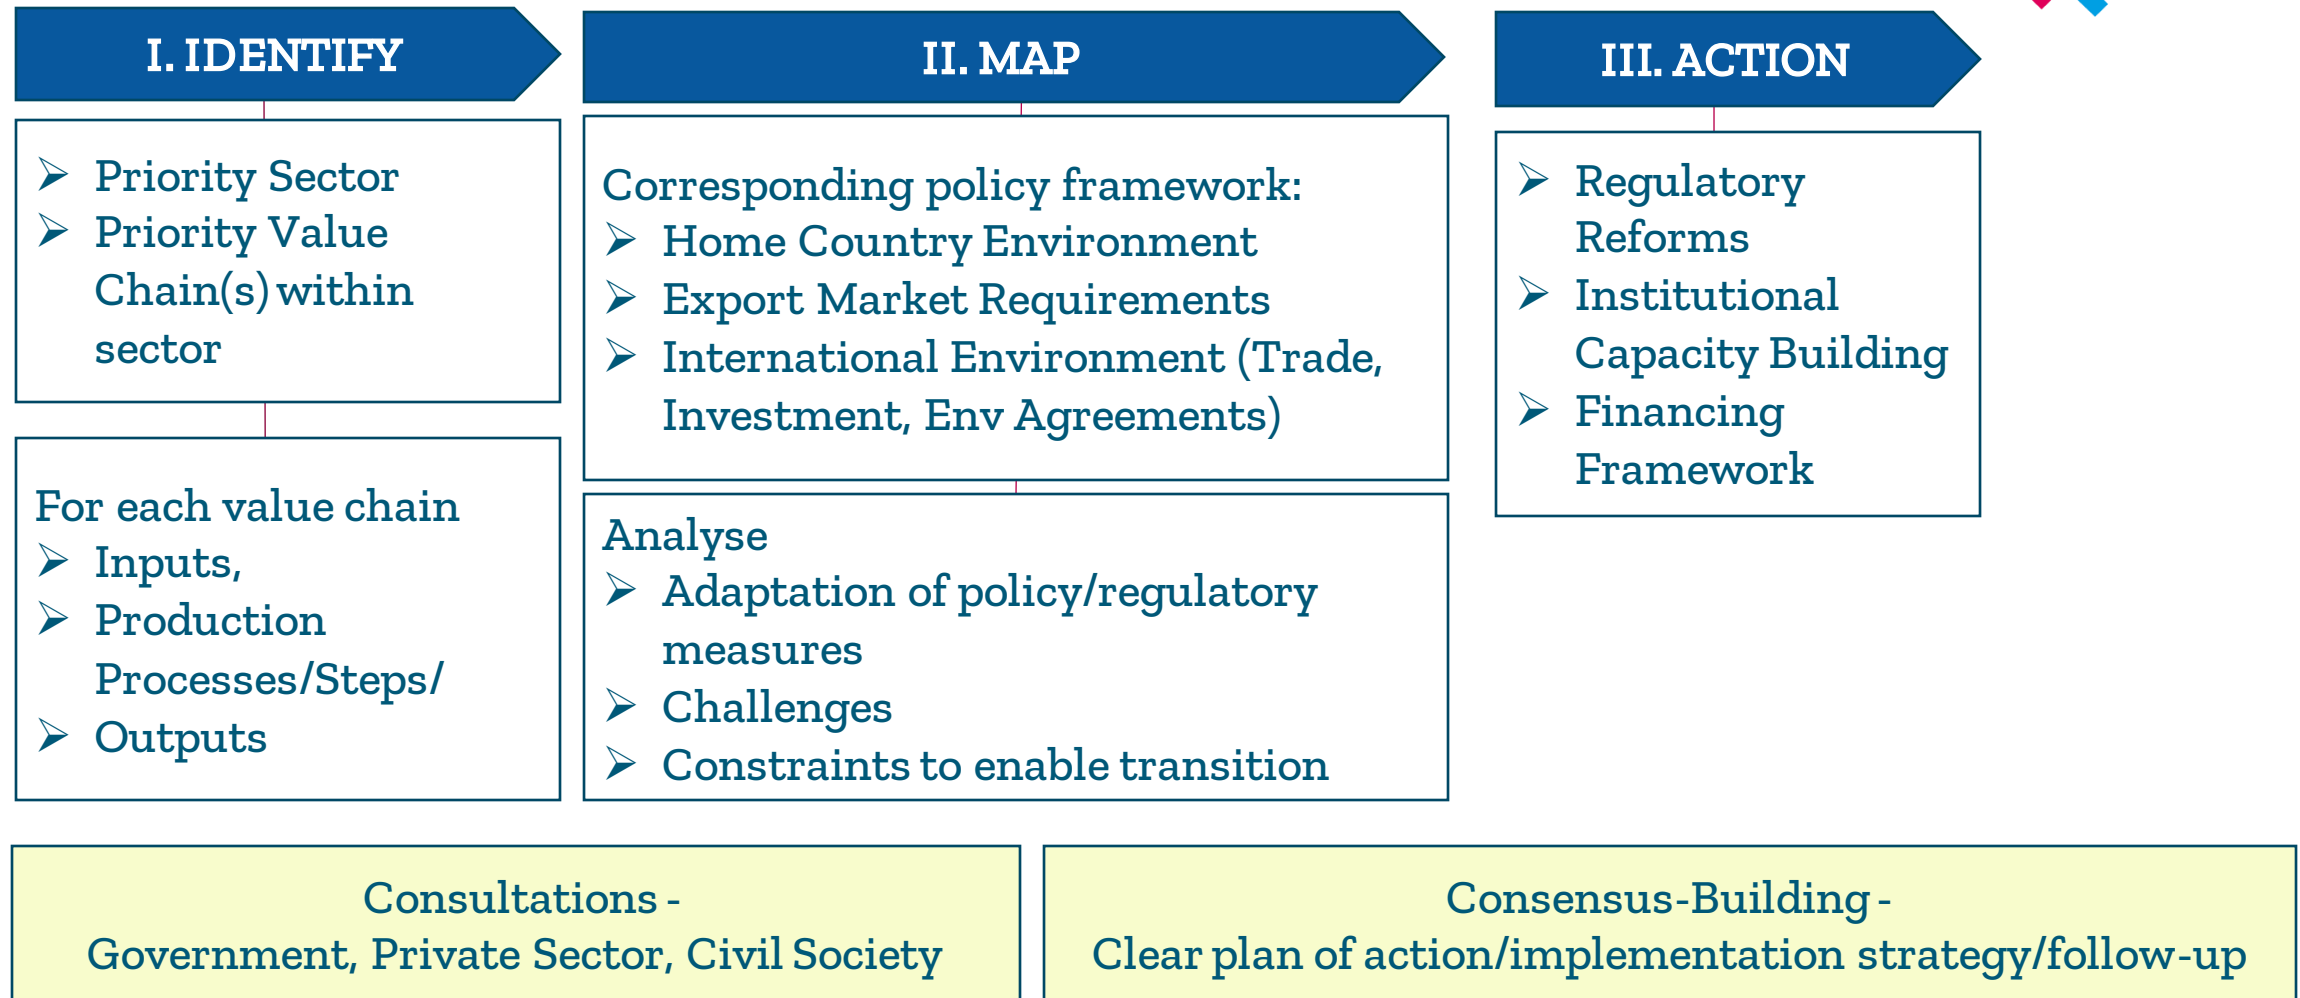 I. IDENTIFY
Priority Sector
Priority Value
Chain(s) within
sector
For each value chain
Inputs,
Production
Processes/Steps/
Outputs
II. MAP
Corresponding policy framework:
Home Country Environment
Export Market Requirements
International Environment (Trade,
Investment, Env Agreements)
Analyse
Adaptation of policy/regulatory
measures
Challenges
Constraints to enable transition
III. ACTION
Regulatory
Reforms
Institutional
Capacity Building
Financing
Framework
Consultations -
Government, Private Sector, Civil Society
Consensus-Building -
Clear plan of action/implementation strategy/follow-up